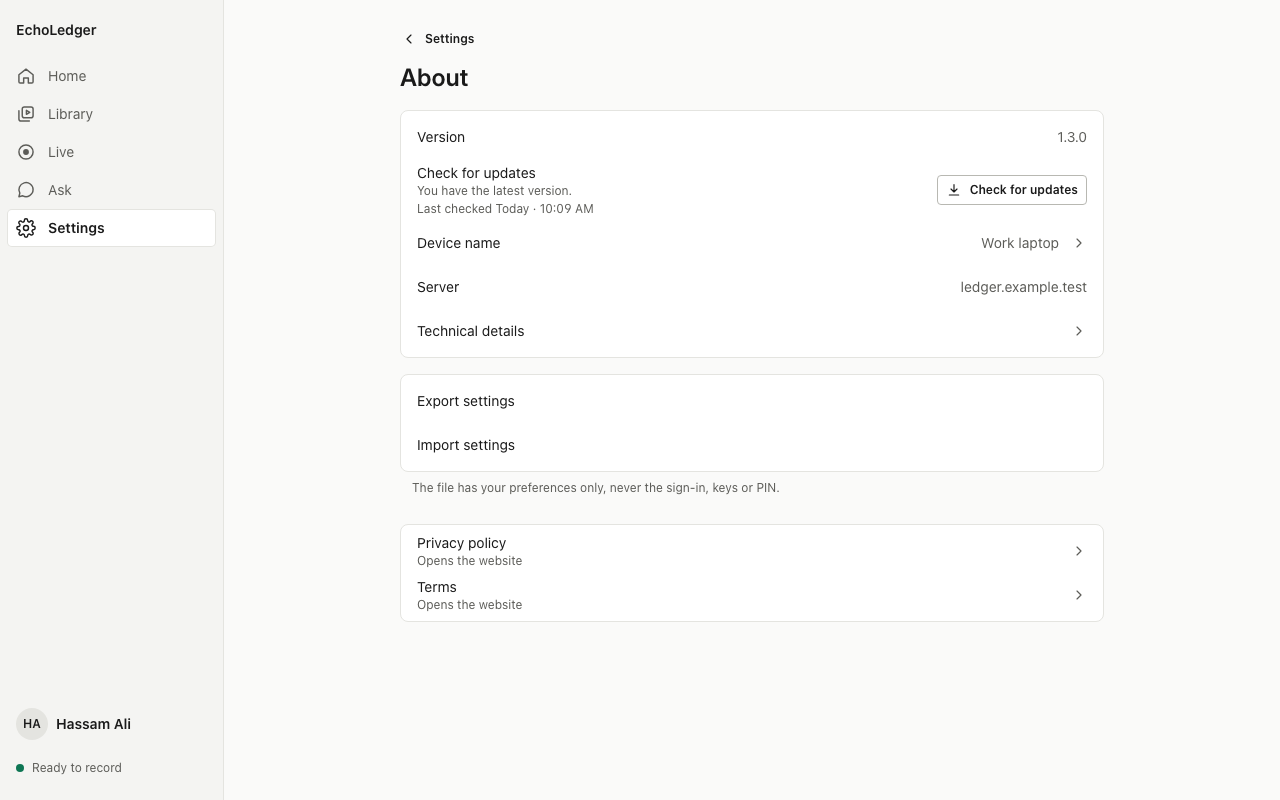 EchoLedger
Home
Library
Live
Ask
Settings
Hassam Ali
HA
Ready to record
Settings
About
Version
1.3.0
Check for updates
You have the latest version.
Last checked Today · 10:09 AM
Check for updates
Device name
Work laptop
Server
ledger.example.test
Technical details
Export settings
Import settings
The file has your preferences only, never the sign-in, keys or PIN.
Privacy policy
Opens the website
Terms
Opens the website